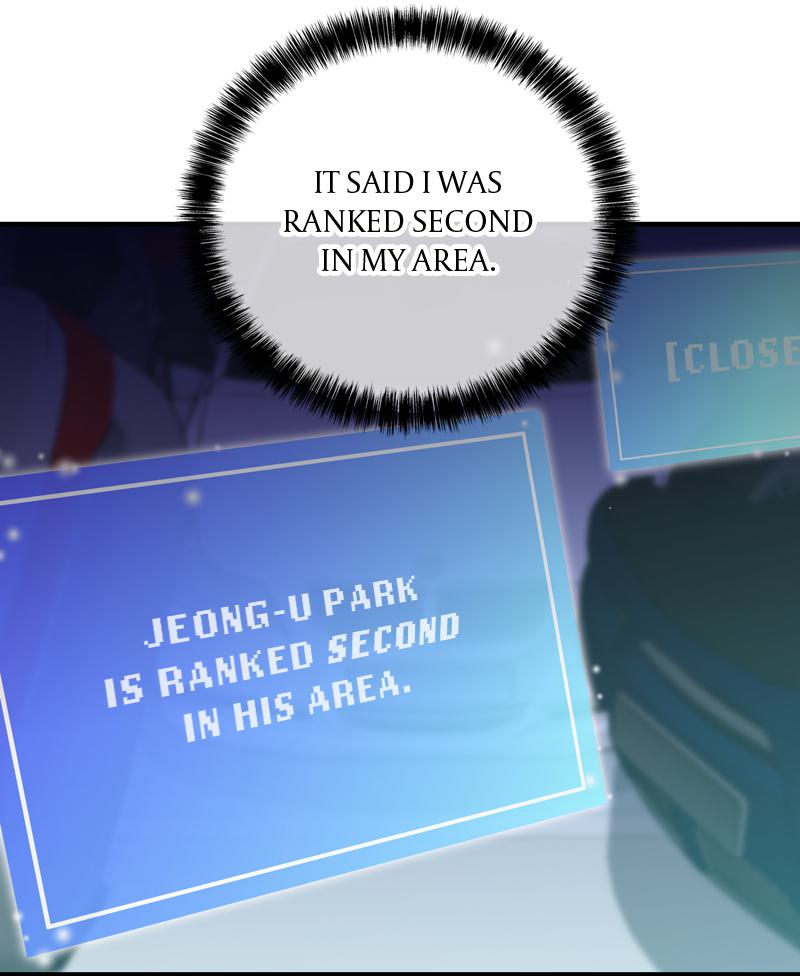 IT SAID I WAS
RANKED SECOND
IN MY AREA.
[CLOSE
JEONG-U PARK
IS RANKED SECOND
IN HIS AREA.